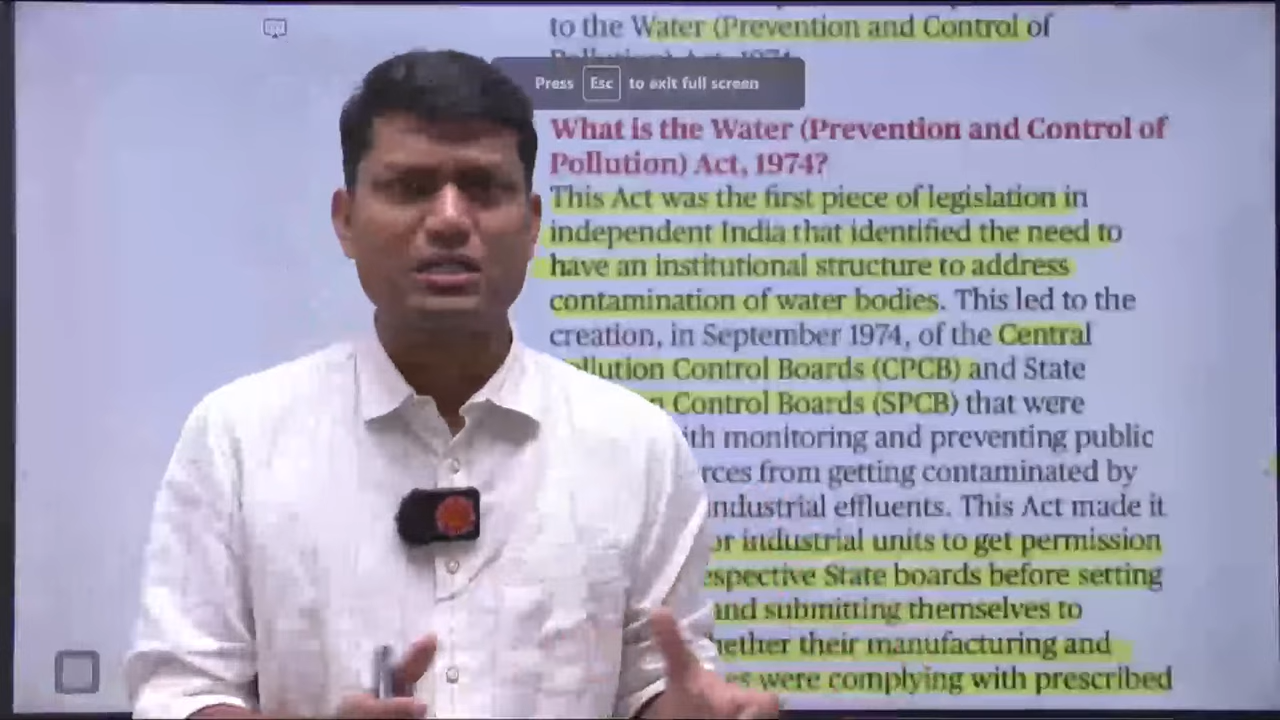 to the Water (Prevention and Control of
Press Esc to exit full screen
What is the Water (Prevention and Control of
Pollution) Act, 1974?
This Act was the first piece of legislation in
independent India that identified the need to
have an institutional structure to address
contamination of water bodies. This led to the
creation, in September 1974, of the Central
Control Boards (CPCB) and State
Control Boards (SPCB) that were
monitoring and preventing public
from getting contaminated by
effluents. This Act made it
industrial units to get permission
State boards before setting
and submitting themselves to
their manufacturing and
were complying with prescribed